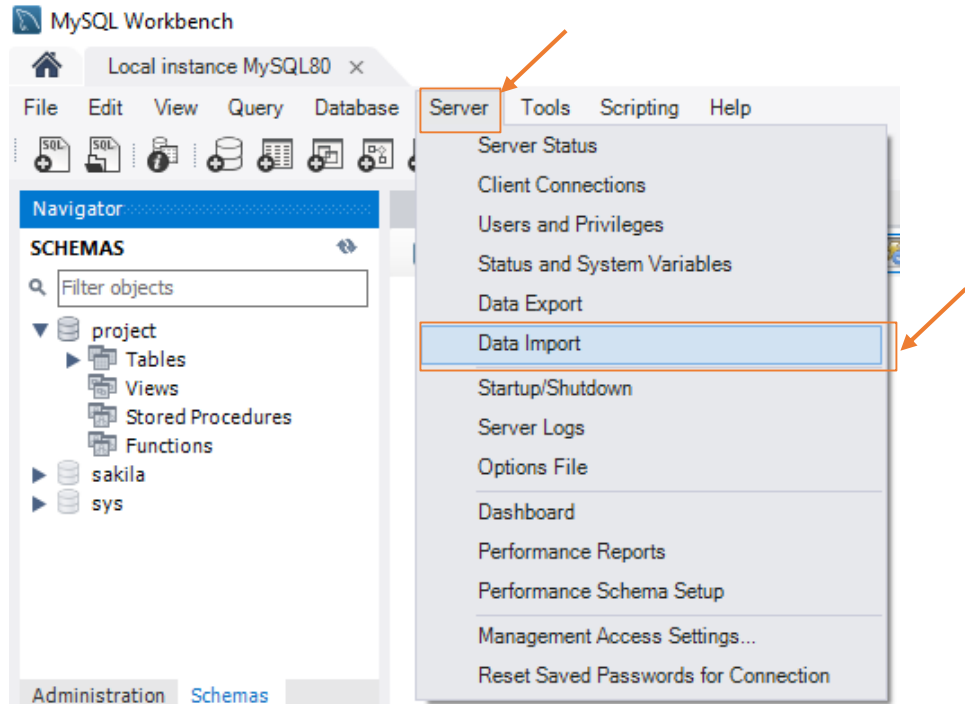 MySQL Workbench
Local instance MySQL80 ×
File Edit View Query Database Server Tools Scripting Help
SQL SQL
Navigator
SCHEMAS
Filter objects
project
Tables
Views
Stored Procedures
Functions
sakila
sys
Administration Schemas
Server Status
Client Connections
Users and Privileges
Status and System Variables
Data Export
Data Import
Startup/Shutdown
Server Logs
Options File
Dashboard
Performance Reports
Performance Schema Setup
Management Access Settings...
Reset Saved Passwords for Connection